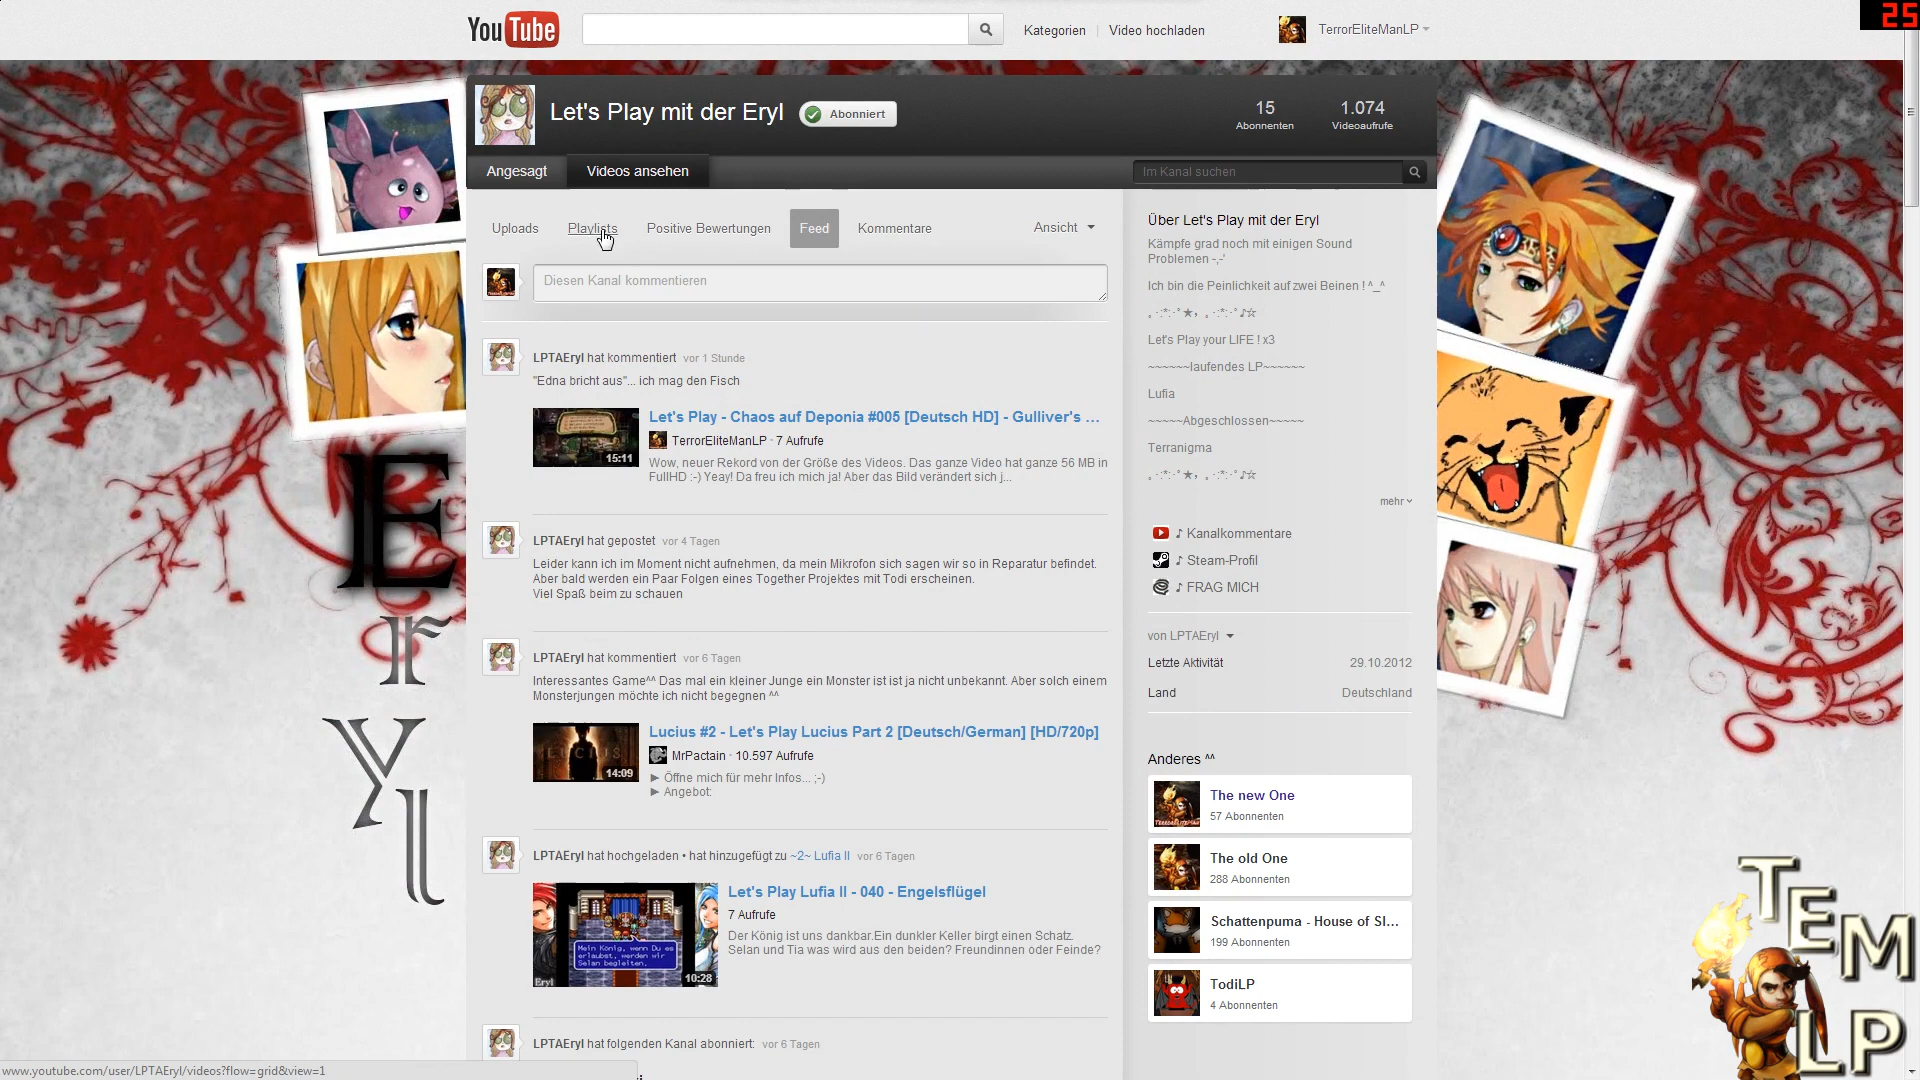 YouTube
Kategorien
Video hochladen
TerrorEliteManLP
25
Let's Play mit der Eryl
Abonniert
15
Abonnenten
1.074
Videoaufrufe
Angesagt
Videos ansehen
Im Kanal suchen
Uploads
Playlists
Positive Bewertungen
Feed
Kommentare
Ansicht
Diesen Kanal kommentieren
LPTAEryl hat kommentiert vor 1 Stunde
"Edna bricht aus"... ich mag den Fisch
Let's Play - Chaos auf Deponia #005 [Deutsch HD] - Gulliver's ...
TerrorEliteManLP · 7 Aufrufe
15:11
Wow, neuer Rekord von der Größe des Videos. Das ganze Video hat ganze 56 MB in
FullHD :-) Yeay! Da freu ich mich ja! Aber das Bild verändert sich j...
LPTAEryl hat gepostet vor 4 Tagen
Leider kann ich im Moment nicht aufnehmen, da mein Mikrofon sich sagen wir so in Reparatur befindet.
Aber bald werden ein Paar Folgen eines Together Projektes mit Todi erscheinen.
Viel Spaß beim zu schauen
LPTAEryl hat kommentiert vor 6 Tagen
Interessantes Game^^ Das mal ein kleiner Junge ein Monster ist ist ja nicht unbekannt. Aber solch einem
Monsterjungen möchte ich nicht begegnen ^^
Lucius #2 - Let's Play Lucius Part 2 [Deutsch/German] [HD/720p]
MrPactain · 10.597 Aufrufe
LUCIUS
14:09
► Öffne mich für mehr Infos... ;-)
► Angebot:
LPTAEryl hat hochgeladen • hat hinzugefügt zu ~2~ Lufia II vor 6 Tagen
Let's Play Lufia II - 040 - Engelsflügel
7 Aufrufe
Der König ist uns dankbar.Ein dunkler Keller birgt einen Schatz.
Selan und Tia was wird aus den beiden? Freundinnen oder Feinde?
Mein König, wenn Du es
erlaubst, werden wir
Selan begleiten.
Eryl
10:28
LPTAEryl hat folgenden Kanal abonniert: vor 6 Tagen
Über Let's Play mit der Eryl
Kämpfe grad noch mit einigen Sound
Problemen -,-'
Ich bin die Peinlichkeit auf zwei Beinen ! ^_^
｡.·:*:·ﾟ★,｡.·:*:·ﾟ♪☆
Let's Play your LIFE ! x3
~~~~~~laufendes LP~~~~~~
Lufia
~~~~~Abgeschlossen~~~~~
Terranigma
｡.·:*:·ﾟ★,｡.·:*:·ﾟ♪☆
mehr
♪ Kanalkommentare
♪ Steam-Profil
♪ FRAG MICH
von LPTAEryl
Letzte Aktivität 29.10.2012
Land Deutschland
Anderes ^^
The new One
57 Abonnenten
The old One
288 Abonnenten
Schattenpuma - House of Sl...
199 Abonnenten
TodiLP
4 Abonnenten
Eryl
TEM
LP
www.youtube.com/user/LPTAEryl/videos?flow=grid&view=1